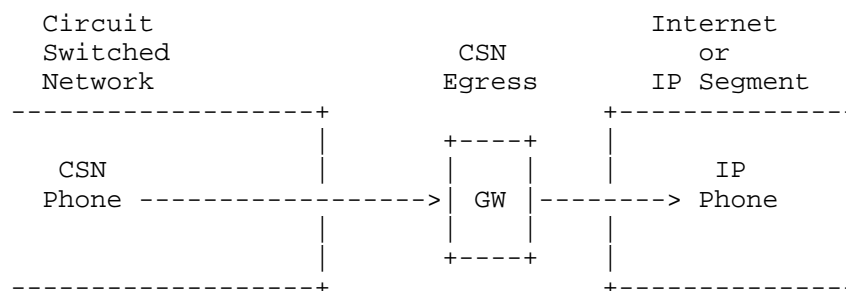 Circuit Internet
Switched CSN or
Network Egress IP Segment
CSN IP
Phone GW Phone